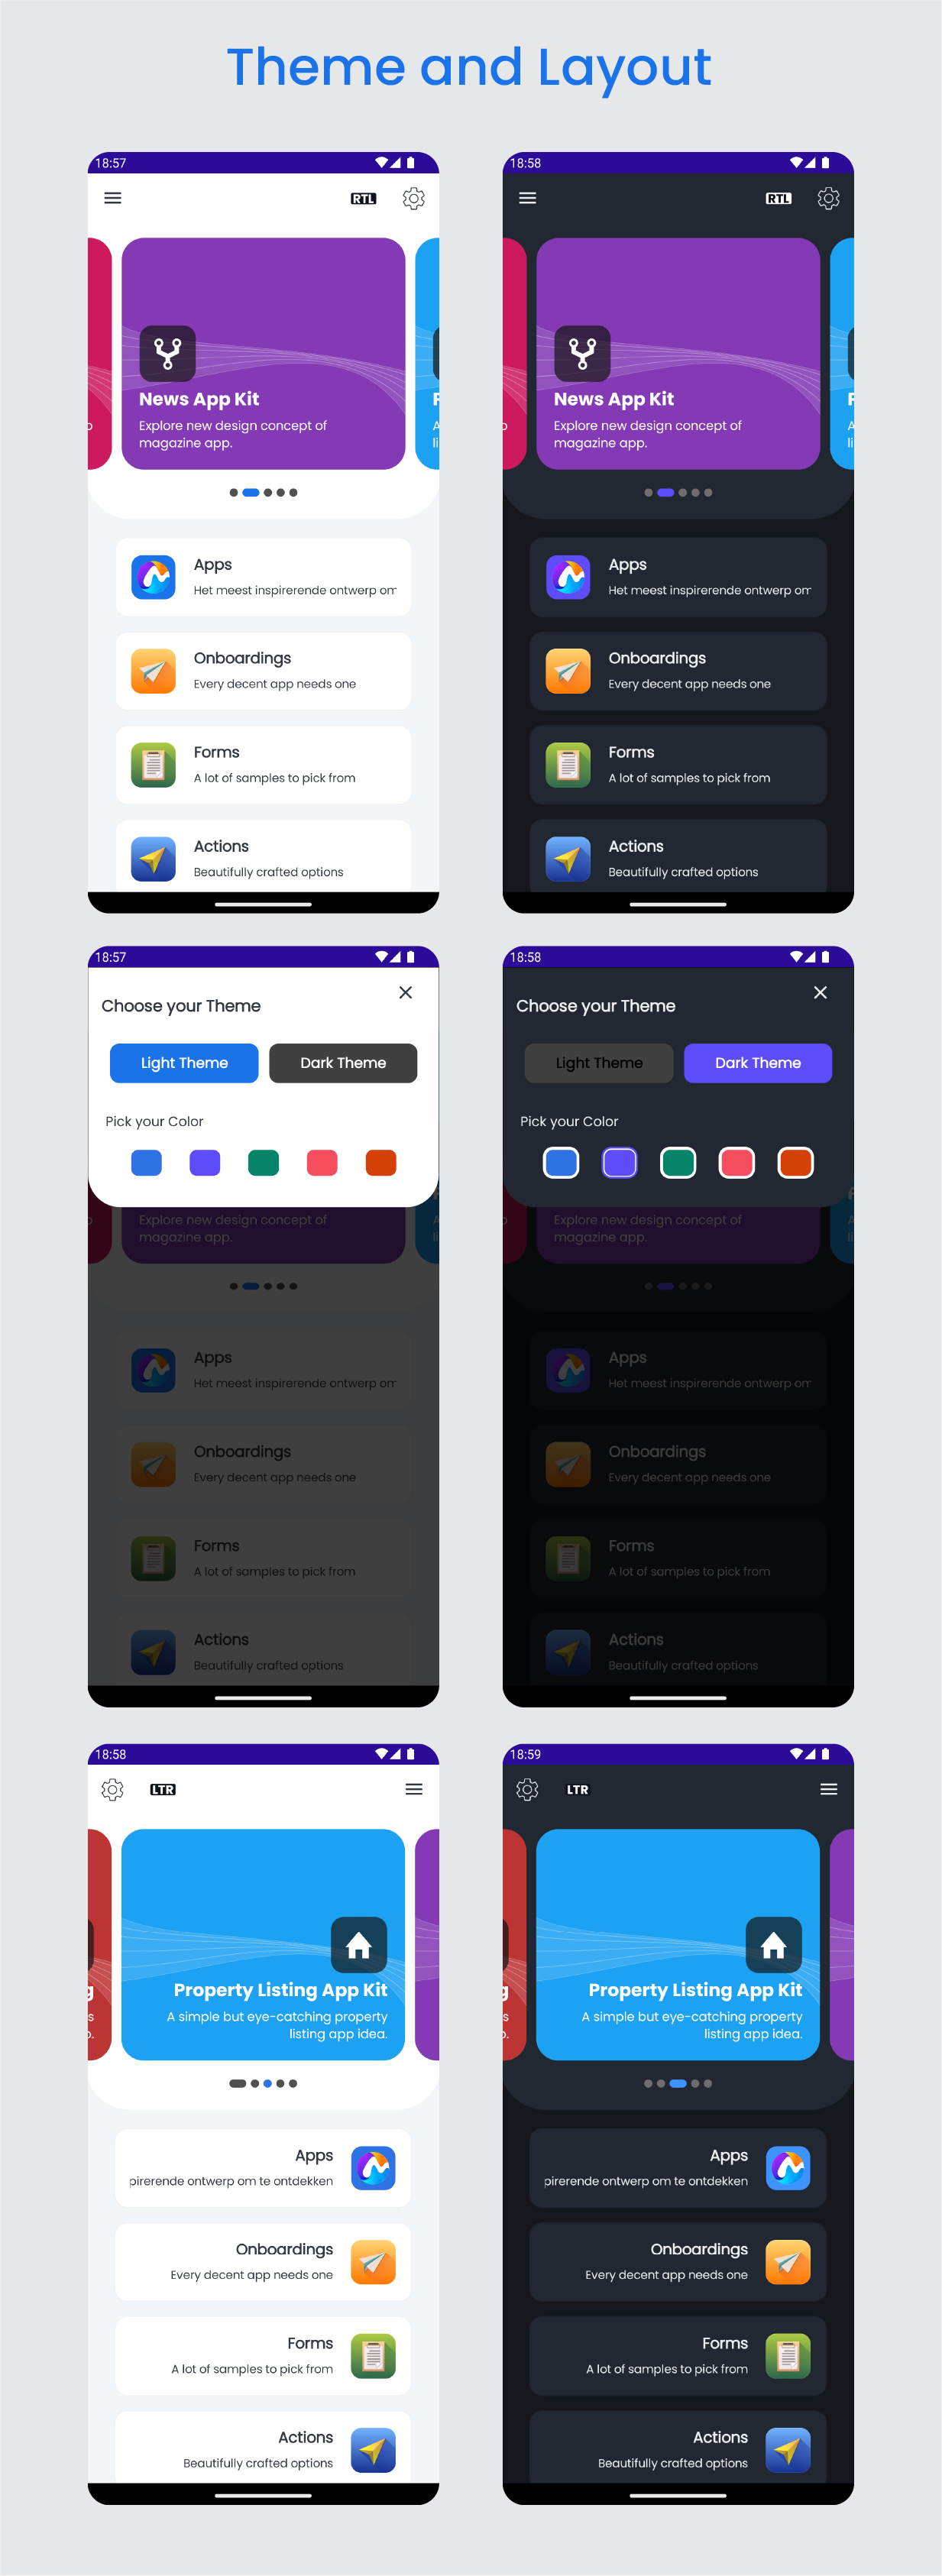 Theme and Layout
18:57
RTL
News App Kit
Explore new design concept of
magazine app.
Apps
Het meest inspirerende ontwerp om
Onboardings
Every decent app needs one
Forms
A lot of samples to pick from
Actions
Beautifully crafted options
18:58
RTL
News App Kit
Explore new design concept of
magazine app.
Apps
Het meest inspirerende ontwerp om
Onboardings
Every decent app needs one
Forms
A lot of samples to pick from
Actions
Beautifully crafted options
18:57
Choose your Theme
Light Theme
Dark Theme
Pick your Color
Explore new design concept of
magazine app.
Apps
Het meest inspirerende ontwerp om
Onboardings
Every decent app needs one
Forms
A lot of samples to pick from
Actions
Beautifully crafted options
18:58
Choose your Theme
Light Theme
Dark Theme
Pick your Color
Explore new design concept of
magazine app.
Apps
Het meest inspirerende ontwerp om
Onboardings
Every decent app needs one
Forms
A lot of samples to pick from
Actions
Beautifully crafted options
18:58
LTR
Property Listing App Kit
A simple but eye-catching property
listing app idea.
Apps
pirerende ontwerp om te ontdekken
Onboardings
Every decent app needs one
Forms
A lot of samples to pick from
Actions
Beautifully crafted options
18:59
LTR
Property Listing App Kit
A simple but eye-catching property
listing app idea.
Apps
pirerende ontwerp om te ontdekken
Onboardings
Every decent app needs one
Forms
A lot of samples to pick from
Actions
Beautifully crafted options